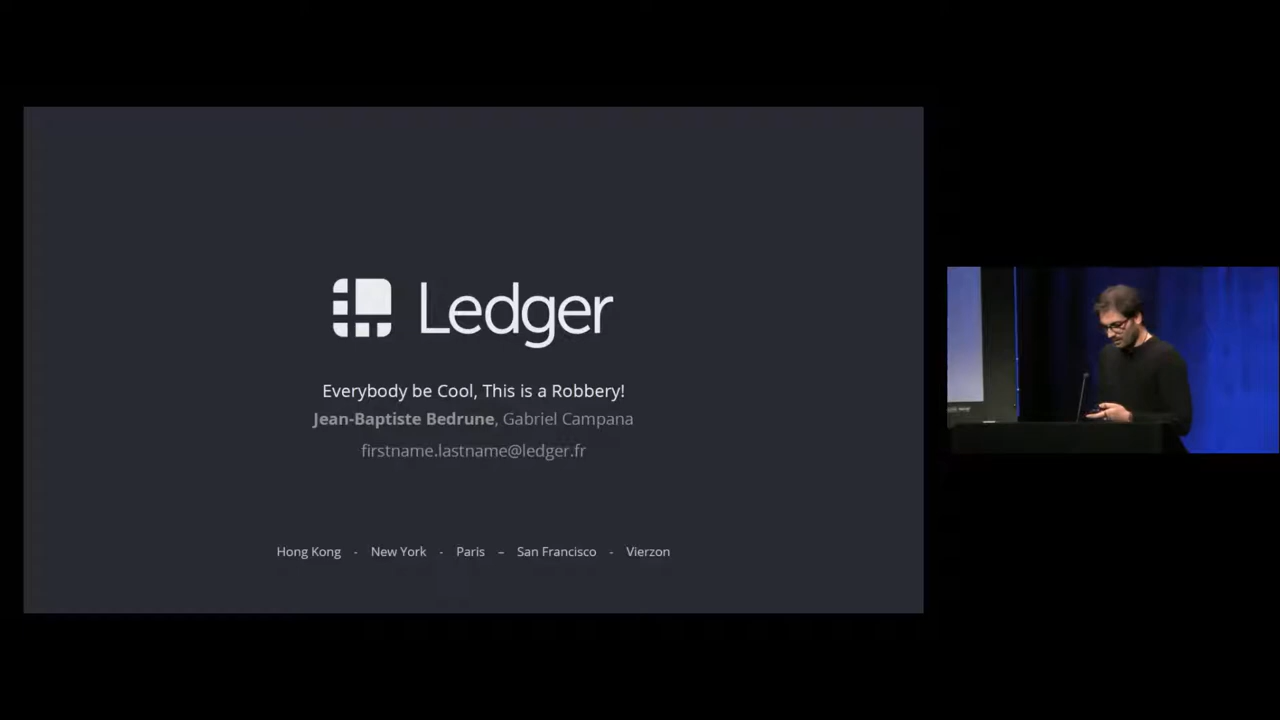 Ledger
Everybody be Cool, This is a Robbery!
Jean-Baptiste Bedrune, Gabriel Campana
firstname.lastname@ledger.fr
Hong Kong - New York - Paris – San Francisco - Vierzon